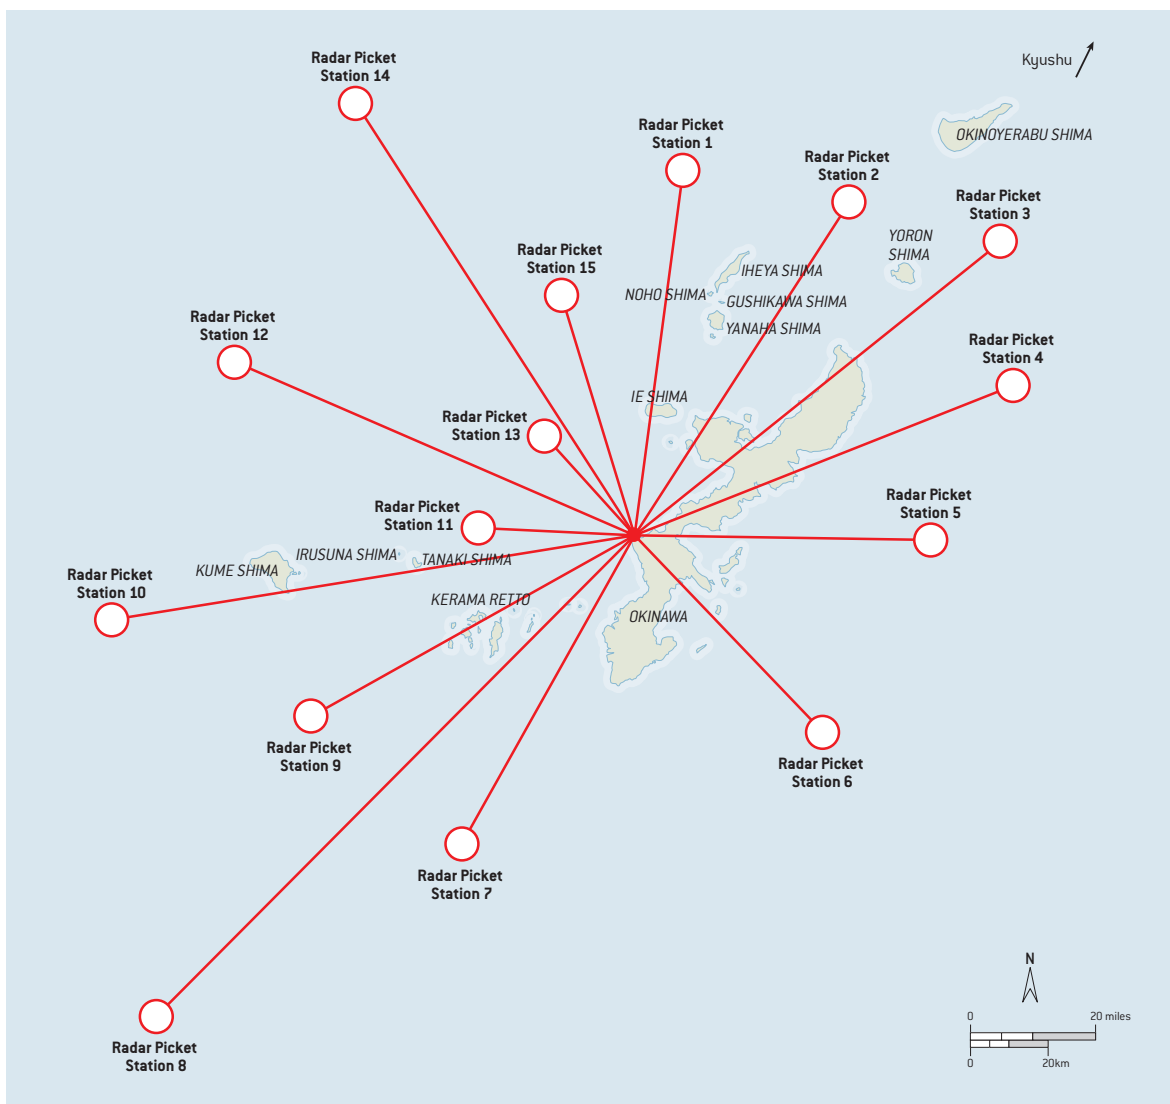 Radar Picket
Station 14
Kyushu
Radar Picket
Station 1
OKINOYERABU SHIMA
Radar Picket
Station 2
Radar Picket
Station 3
YORON
SHIMA
Radar Picket
Station 15
IHEYA SHIMA
NOHO SHIMA
GUSHIKAWA SHIMA
YANAHA SHIMA
Radar Picket
Station 12
Radar Picket
Station 4
IE SHIMA
Radar Picket
Station 13
Radar Picket
Station 5
Radar Picket
Station 11
IRUSUNA SHIMA
TANAKI SHIMA
KUME SHIMA
Radar Picket
Station 10
KERAMA RETTO
OKINAWA
Radar Picket
Station 9
Radar Picket
Station 6
Radar Picket
Station 7
N
0 20 miles
0 20km
Radar Picket
Station 8